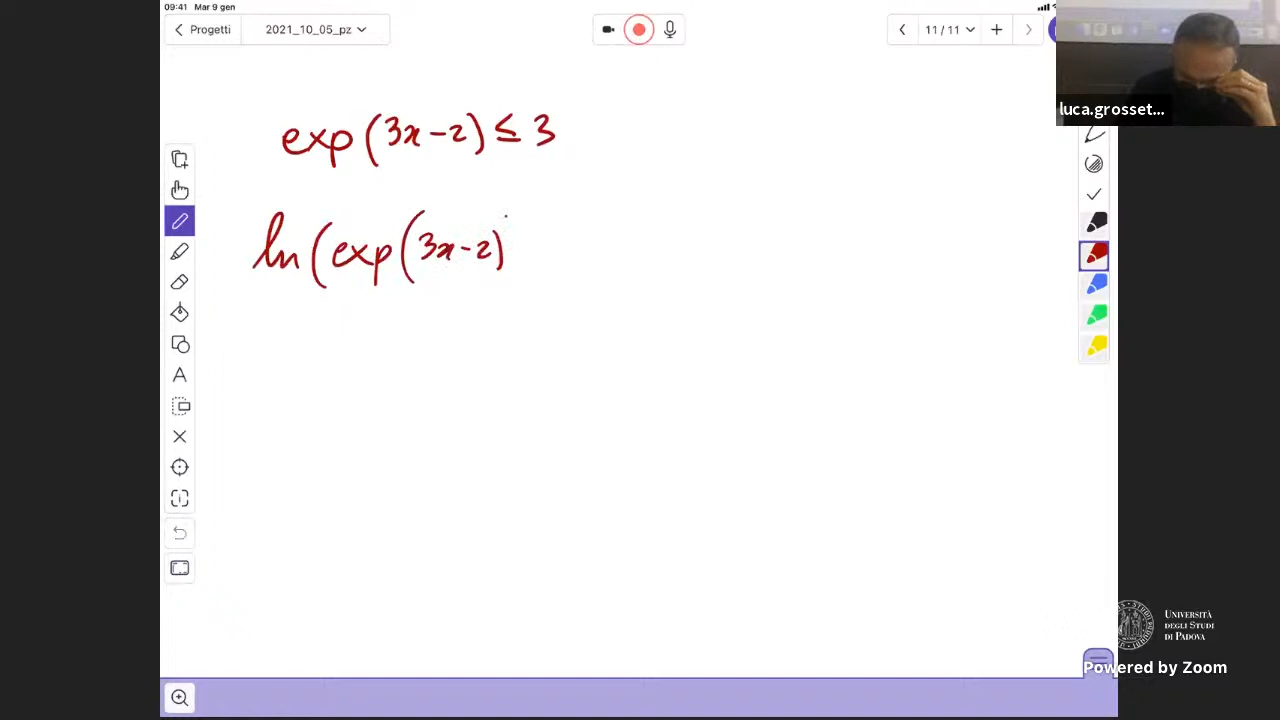 09:41 Mar 9 gen
Progetti
2021_10_05_pz
11/11
luca.grosset...
exp(3x-2)≤3
ln(exp(3x-2)
A
UNIVERSITÀ
DEGLI STUDI
DI PADOVA
Powered by Zoom